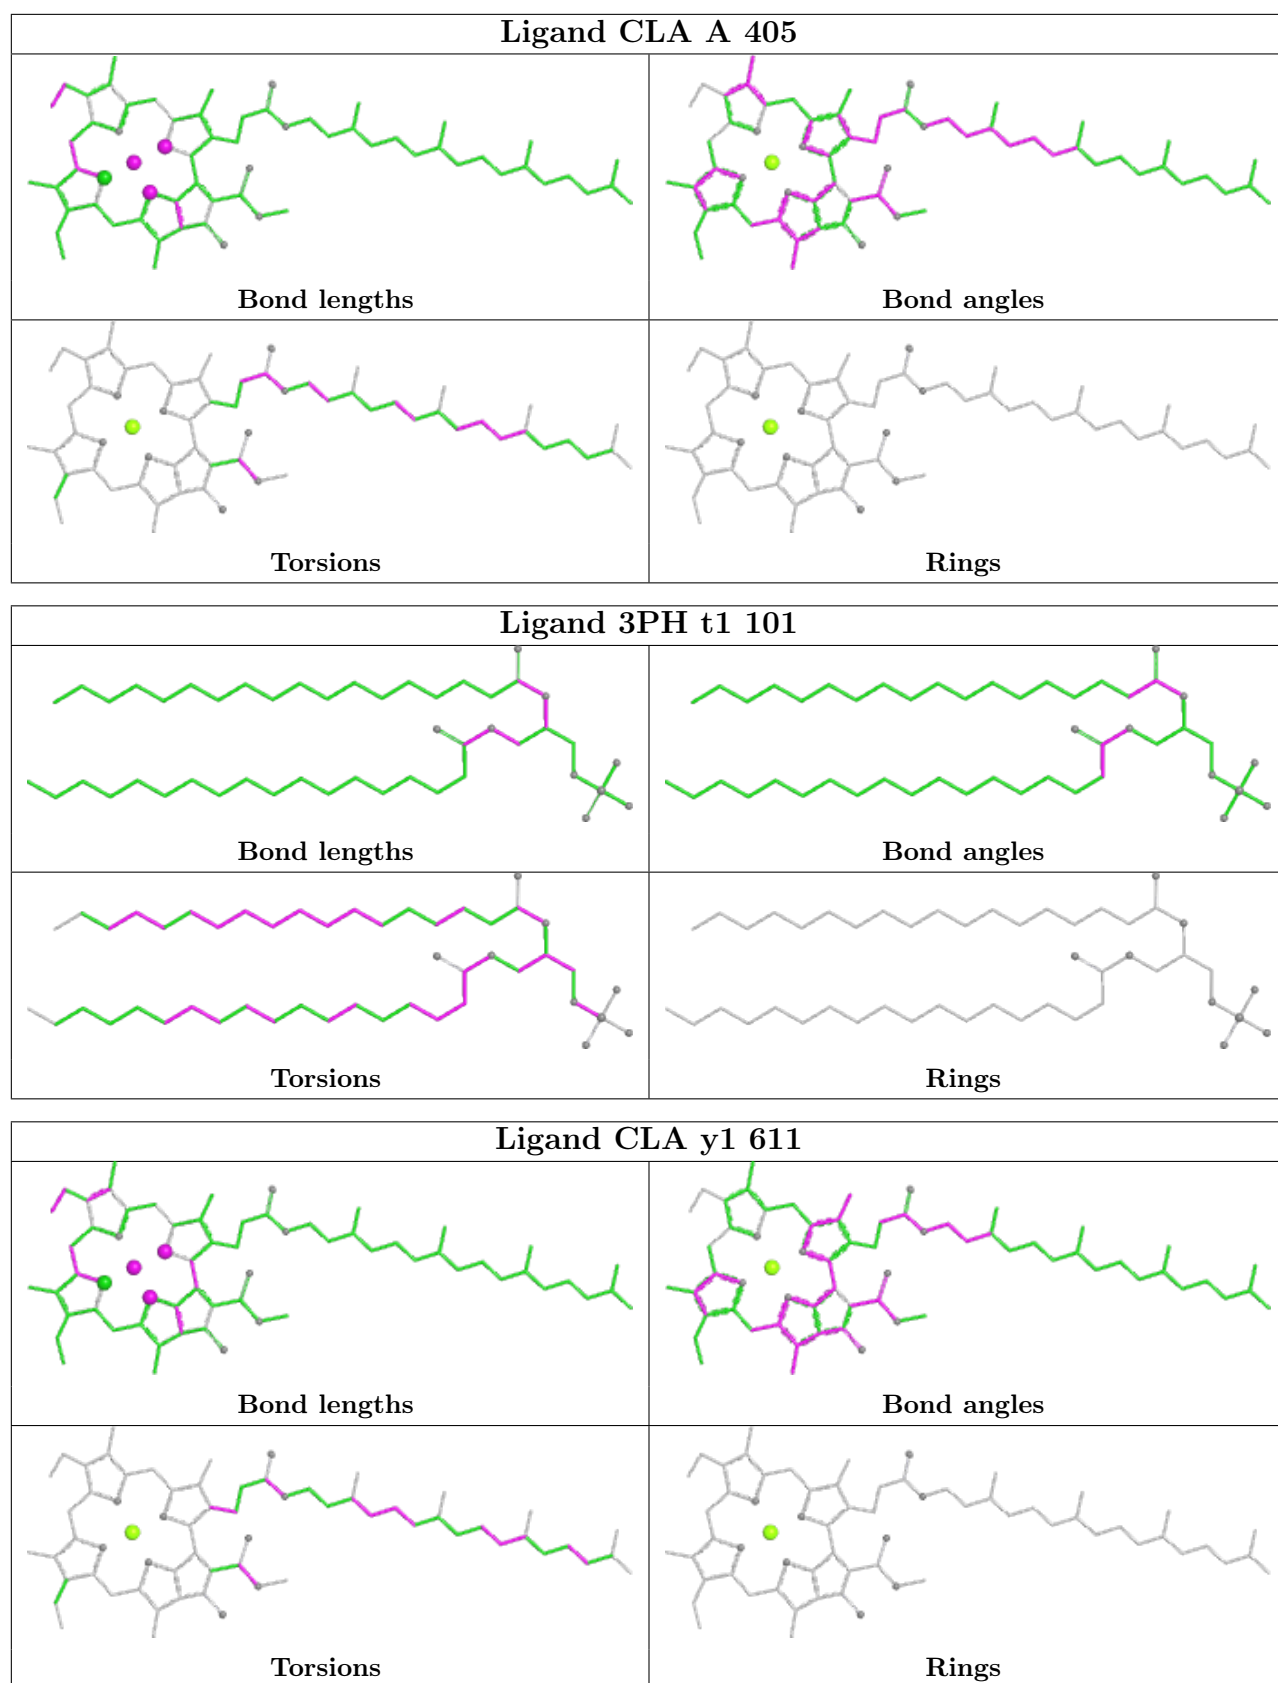 Ligand CLA A 405
Bond lengths
Bond angles
Torsions
Rings
Ligand 3PH t1 101
Bond lengths
Bond angles
Torsions
Rings
Ligand CLA y1 611
Bond lengths
Bond angles
Torsions
Rings